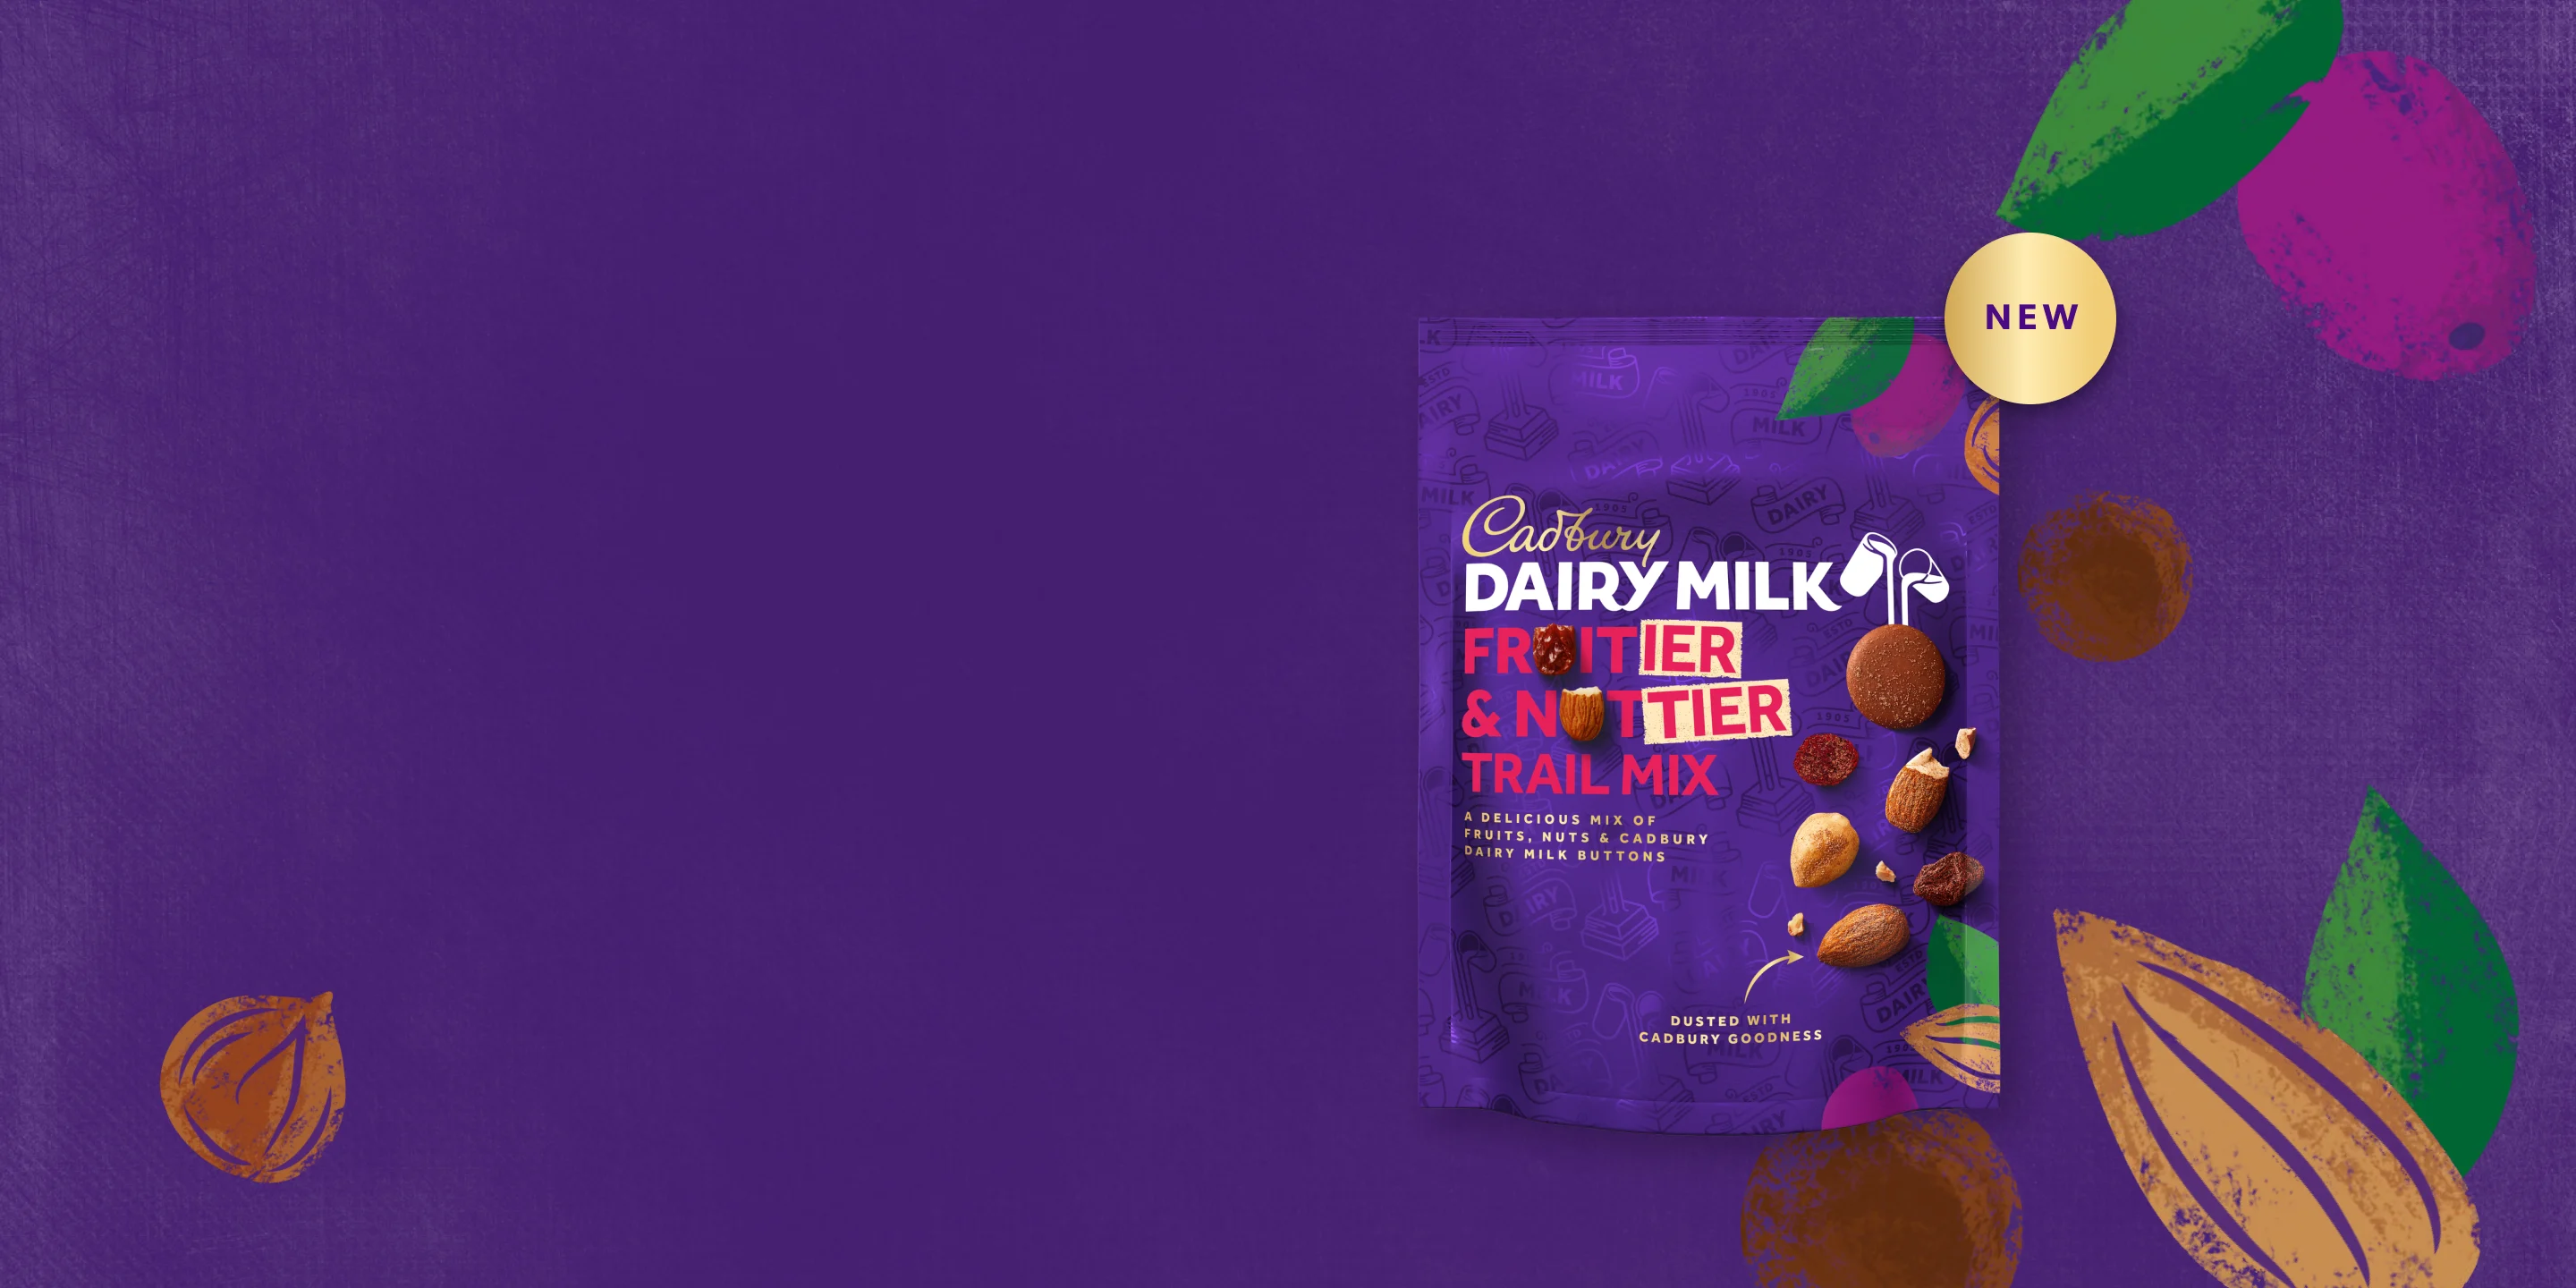 NEW
Cadbury
DAIRY MILK
FRUITIER
& NUTTIER
TRAIL MIX
A DELICIOUS MIX OF
FRUITS, NUTS & CADBURY
DAIRY MILK BUTTONS
DUSTED WITH
CADBURY GOODNESS